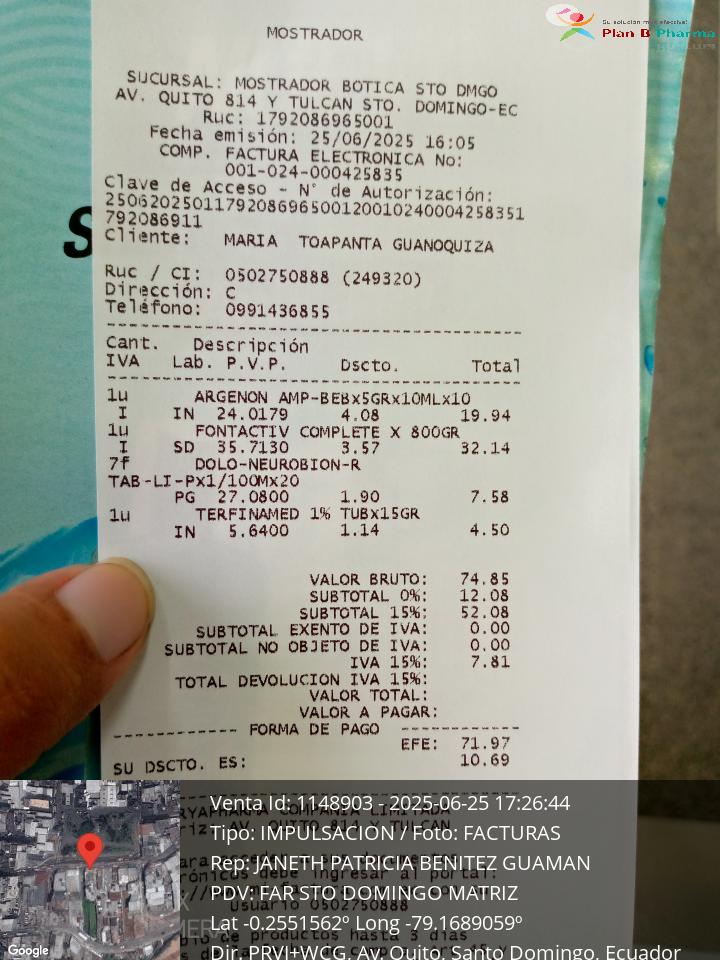 Su solución más efectiva!
Plan B Pharma
MOSTRADOR
SUCURSAL: MOSTRADOR BOTICA STO DMGO
AV. QUITO 814 Y TULCAN STO. DOMINGO-EC
Ruc: 1792086965001
Fecha emisión: 25/06/2025 16:05
COMP. FACTURA ELECTRONICA No:
001-024-000425835
Clave de Acceso - N° de Autorización:
2506202501179208696500120010240004258351
792086911
Cliente: MARIA TOAPANTA GUANOQUIZA
Ruc / CI: 0502750888 (249320)
Dirección: C
Teléfono: 0991436855
Cant. Descripción
IVA Lab. P.V.P. Dscto. Total
1u ARGENON AMP-BEBx5GRx10MLx10
I IN 24.0179 4.08 19.94
1u FONTACTIV COMPLETE X 800GR
I SD 35.7130 3.57 32.14
7f DOLO-NEUROBION-R
TAB-LI-Px1/100Mx20
PG 27.0800 1.90 7.58
1u TERFINAMED 1% TUBx15GR
IN 5.6400 1.14 4.50
VALOR BRUTO: 74.85
SUBTOTAL 0%: 12.08
SUBTOTAL 15%: 52.08
SUBTOTAL EXENTO DE IVA: 0.00
SUBTOTAL NO OBJETO DE IVA: 0.00
IVA 15%: 7.81
TOTAL DEVOLUCION IVA 15%:
VALOR TOTAL:
VALOR A PAGAR:
------------ FORMA DE PAGO ------------
EFE: 71.97
SU DSCTO. ES: 10.69
Venta Id: 1148903 - 2025-06-25 17:26:44
Tipo: IMPULSACION / Foto: FACTURAS
Rep: JANETH PATRICIA BENITEZ GUAMAN
PDV: FAR STO DOMINGO MATRIZ
Lat -0.2551562º Long -79.1689059º
Dir. PRVJ+WCG, Av. Quito, Santo Domingo, Ecuador
Google